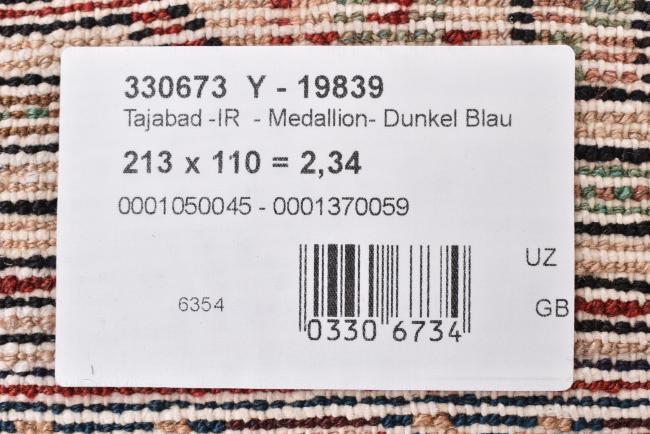 330673 Y - 19839
Tajabad -IR - Medallion- Dunkel Blau
213 x 110 = 2,34
0001050045 - 0001370059
UZ
6354
GB
0330 6734